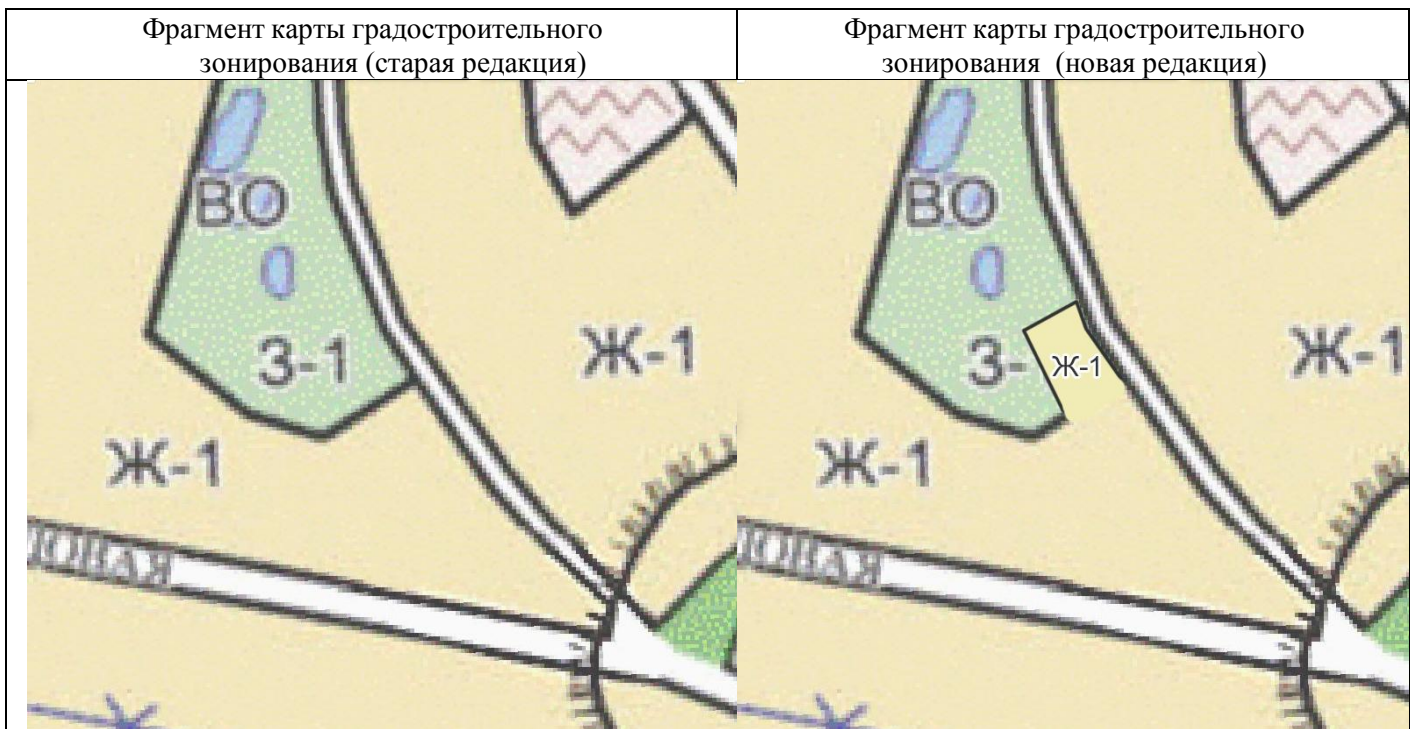 Фрагмент карты градостроительного
зонирования (старая редакция)
Фрагмент карты градостроительного
зонирования (новая редакция)
ВО
З-1
Ж-1
Ж-1
ВО
З-
Ж-1
Ж-1
Ж-1